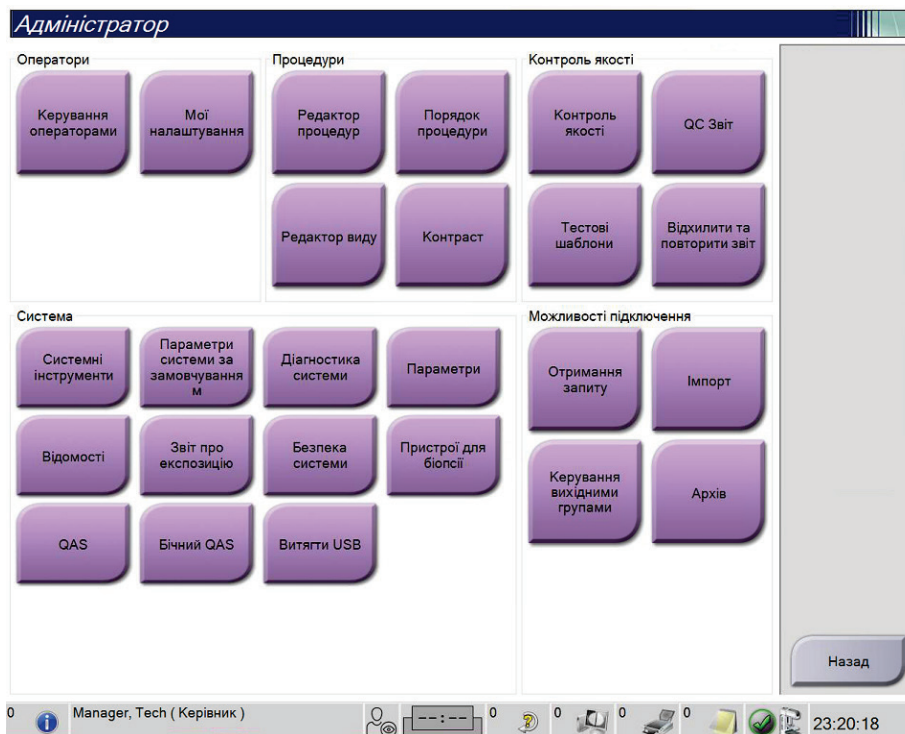 Адміністратор
Оператори
Керування
операторами
Мої
налаштування
Процедури
Редактор
процедур
Порядок
процедури
Редактор виду
Контраст
Контроль якості
Контроль
якості
QC Звіт
Тестові
шаблони
Відхилити та
повторити звіт
Система
Системні
інструменти
Параметри
системи за
замовчування
м
Діагностика
системи
Параметри
Відомості
Звіт про
експозицію
Безпека
системи
Пристрої для
біопсії
QAS
Бічний QAS
Витягти USB
Можливості підключення
Отримання
запиту
Імпорт
Керування
вихідними
групами
Архів
Назад
0 Manager, Tech ( Керівник ) --:-- 0 0 0 0 23:20:18